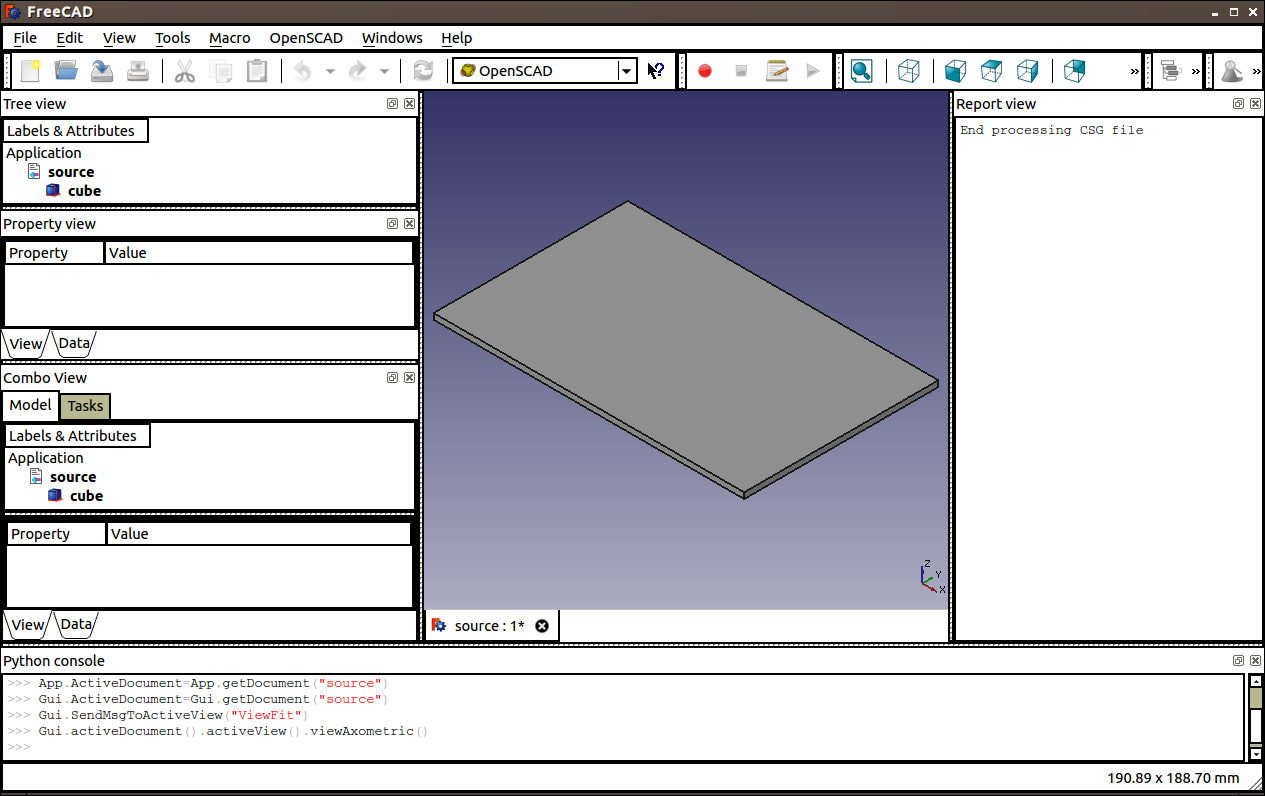 FreeCAD
File Edit View Tools Macro OpenSCAD Windows Help
OpenSCAD
»
»
»
Tree view
Labels & Attributes
Application
source
cube
Property view
Property Value
View Data
Combo View
Model Tasks
Labels & Attributes
Application
source
cube
Property Value
View Data
Z
Y
X
source : 1*
Report view
End processing CSG file
Python console
>>> App.ActiveDocument=App.getDocument("source")
>>> Gui.ActiveDocument=Gui.getDocument("source")
>>> Gui.SendMsgToActiveView("ViewFit")
>>> Gui.activeDocument().activeView().viewAxometric()
>>>
190.89 x 188.70 mm